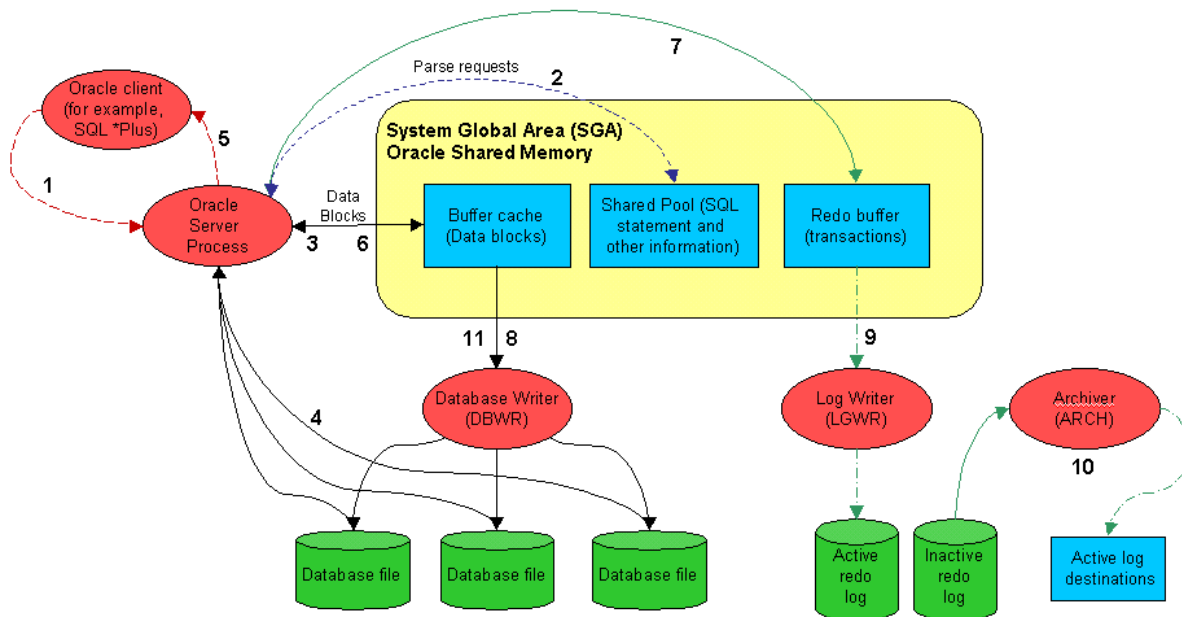 7
Parse requests
2
Oracle client
(for example,
SQL *Plus)
5
1
System Global Area (SGA)
Oracle Shared Memory
Oracle
Server
Process
Data
Blocks
3
6
Buffer cache
(Data blocks)
Shared Pool (SQL
statement and
other information)
Redo buffer
(transactions)
11
8
9
4
Database Writer
(DBWR)
Log Writer
(LGWR)
Archiver
(ARCH)
10
Database file
Database file
Database file
Active
redo
log
Inactive
redo
log
Active log
destinations